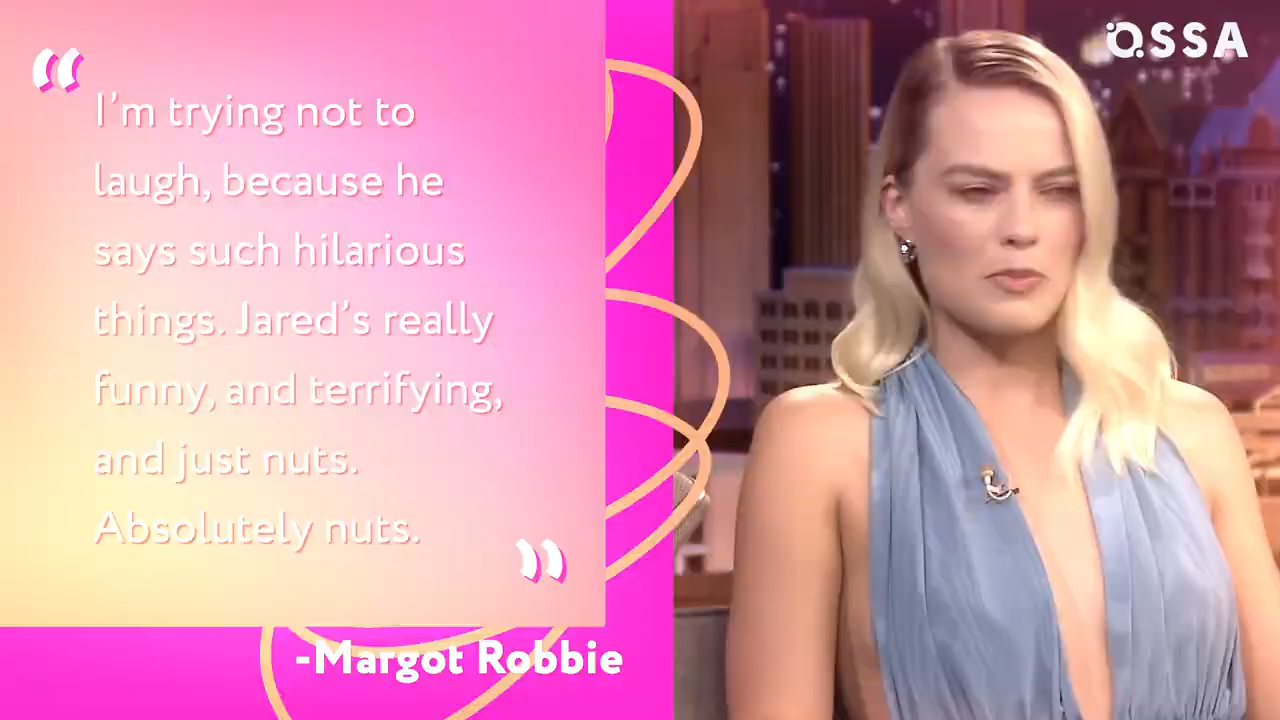 “
I’m trying not to
laugh, because he
says such hilarious
things. Jared’s really
funny, and terrifying,
and just nuts.
Absolutely nuts.
”
-Margot Robbie
OSSA